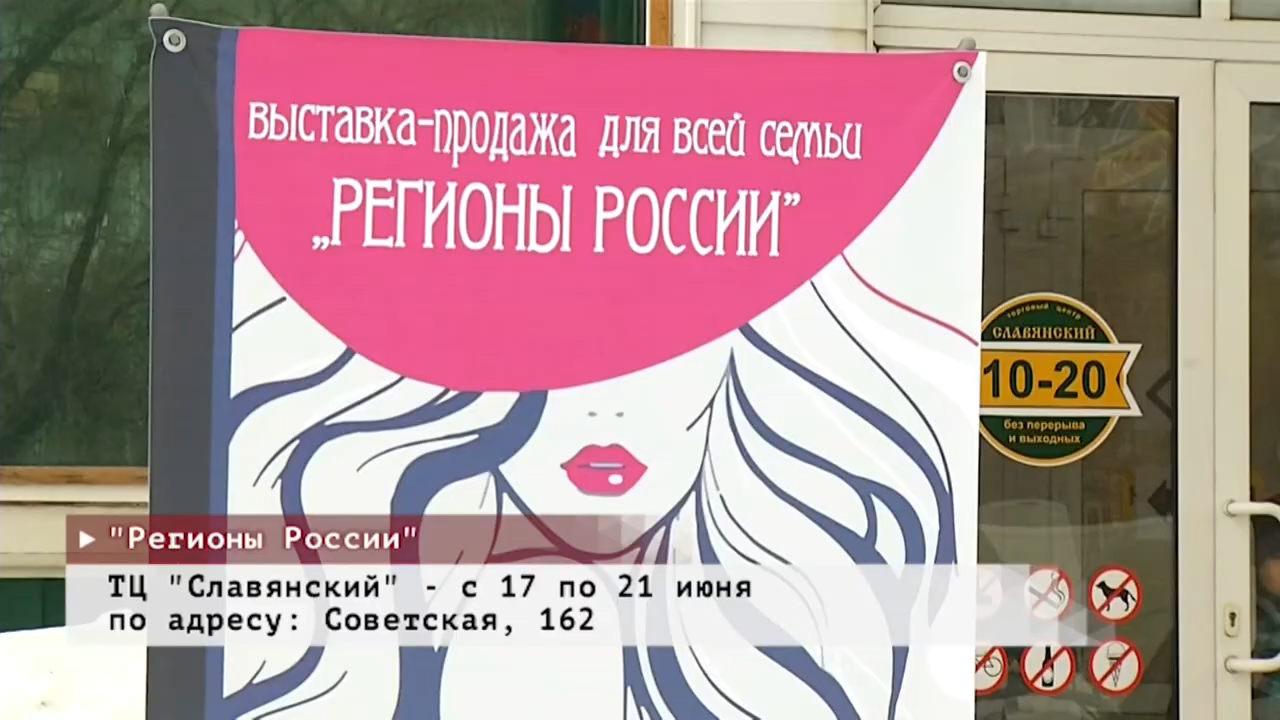 выставка-продажа для всей семьи
„РЕГИОНЫ РОССИИ”
торговый центр
СЛАВЯНСКИЙ
10-20
без перерыва
и выходных
"Регионы России"
ТЦ "Славянский" - с 17 по 21 июня
по адресу: Советская, 162